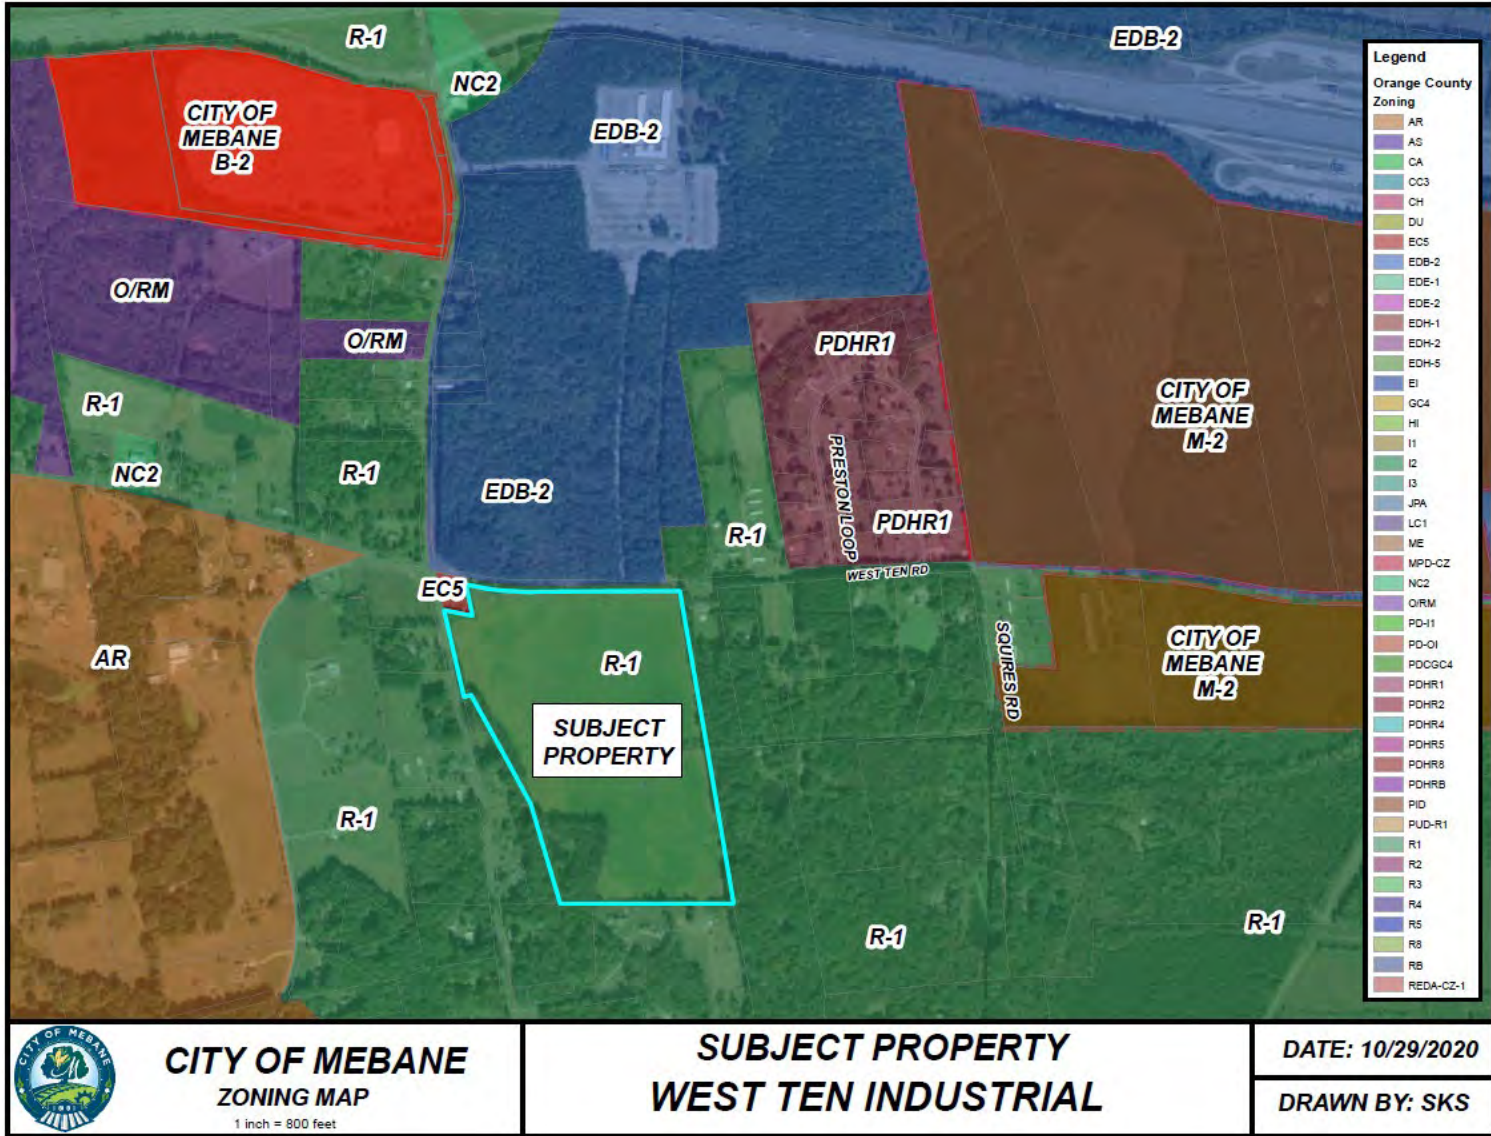 R-1
EDB-2
NC2
CITY OF
MEBANE
B-2
EDB-2
O/RM
O/RM
PDHR1
R-1
CITY OF
MEBANE
M-2
NC2
R-1
EDB-2
PRESTON LOOP
PDHR1
R-1
WEST TEN RD
EC5
AR
R-1
SQUIRES RD
CITY OF
MEBANE
M-2
SUBJECT
PROPERTY
R-1
R-1
R-1
Legend
Orange County
Zoning
AR
AS
CA
CC3
CH
DU
EC5
EDB-2
EDE-1
EDE-2
EDH-1
EDH-2
EDH-5
EI
GC4
HI
I1
I2
I3
JPA
LC1
ME
MPD-CZ
NC2
O/RM
PD-I1
PD-OI
PDCGC4
PDHR1
PDHR2
PDHR4
PDHR5
PDHR8
PDHRB
PID
PUD-R1
R1
R2
R3
R4
R5
R8
RB
REDA-CZ-1
CITY OF MEBANE
CITY OF MEBANE
ZONING MAP
1 inch = 800 feet
SUBJECT PROPERTY
WEST TEN INDUSTRIAL
DATE: 10/29/2020
DRAWN BY: SKS